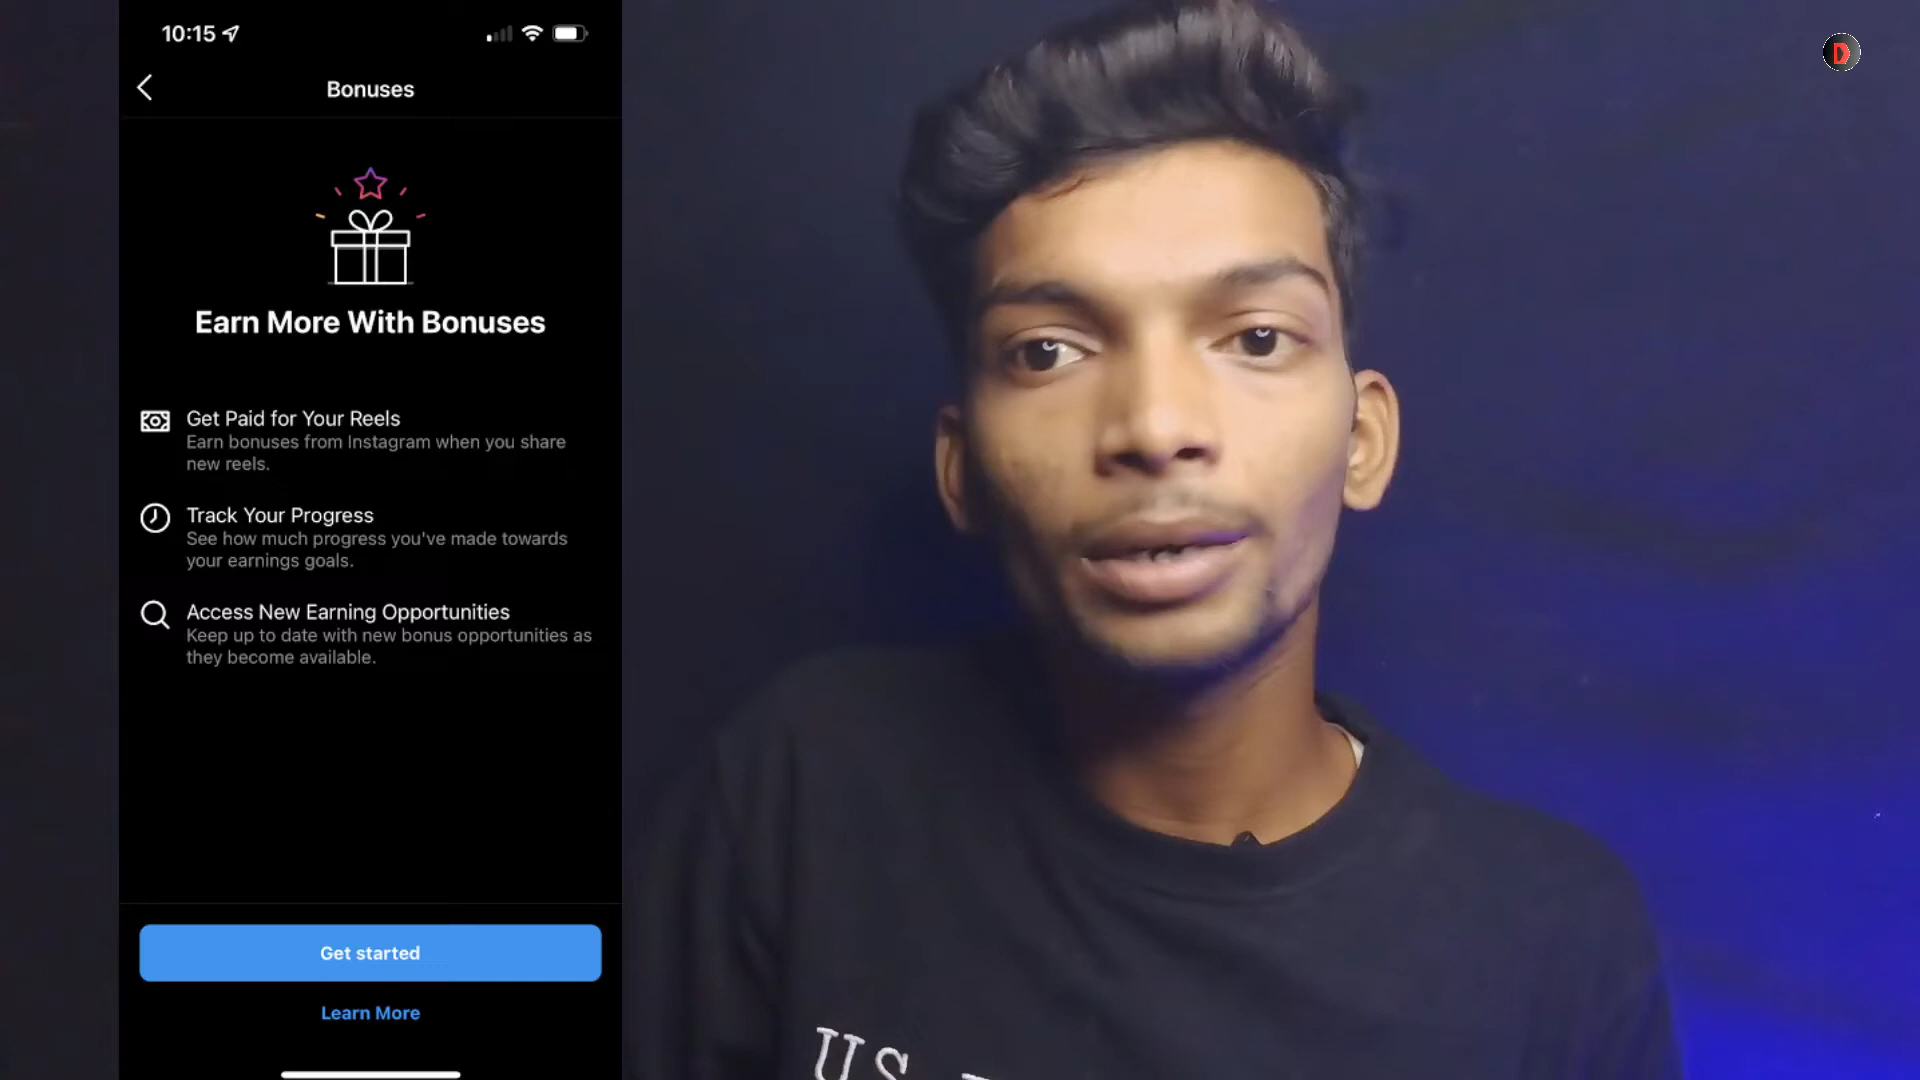 10:15
Bonuses
Earn More With Bonuses
Get Paid for Your Reels
Earn bonuses from Instagram when you share
new reels.
Track Your Progress
See how much progress you've made towards
your earnings goals.
Access New Earning Opportunities
Keep up to date with new bonus opportunities as
they become available.
Get started
Learn More
D
US